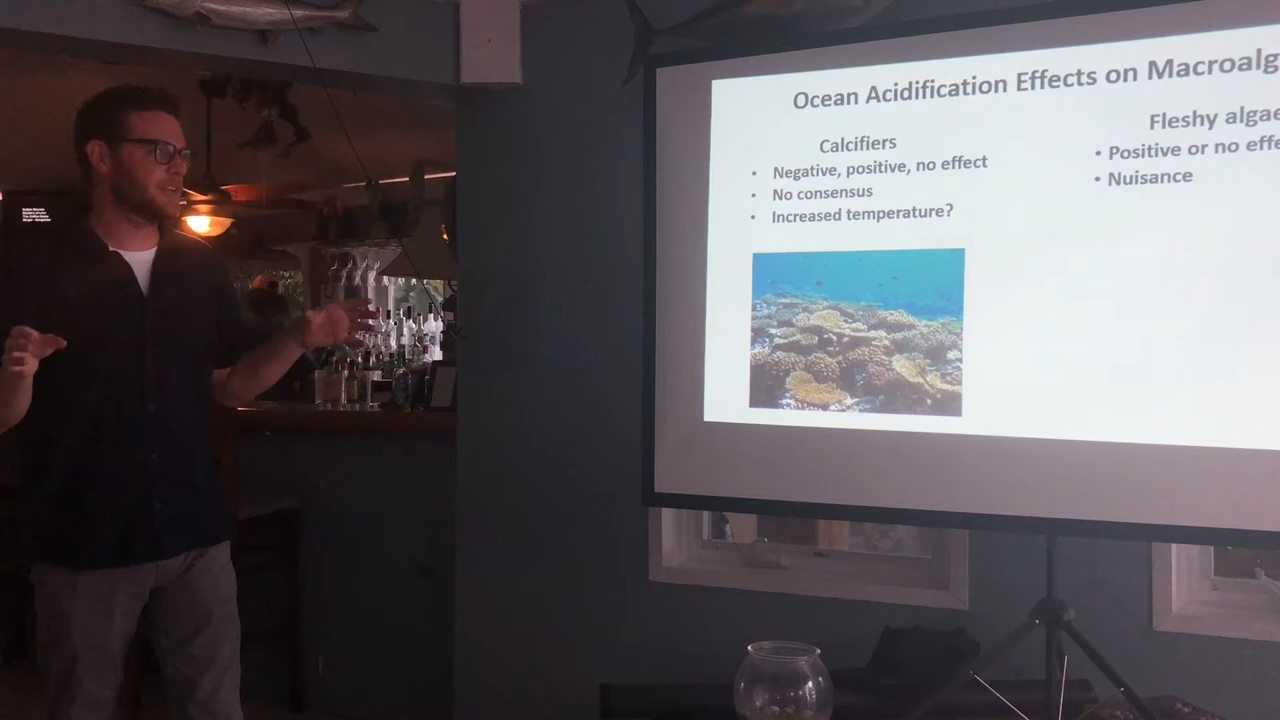 Ocean Acidification Effects on Macroalg
Calcifiers
• Negative, positive, no effect
• No consensus
• Increased temperature?
Fleshy algae
• Positive or no effe
• Nuisance